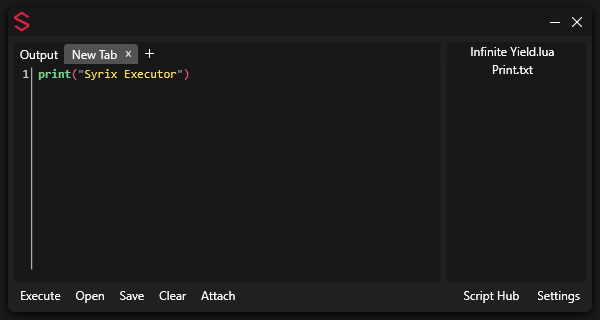 Output New Tab × +
1 print("Syrix Executor")
Infinite Yield.lua
Print.txt
Execute Open Save Clear Attach Script Hub Settings